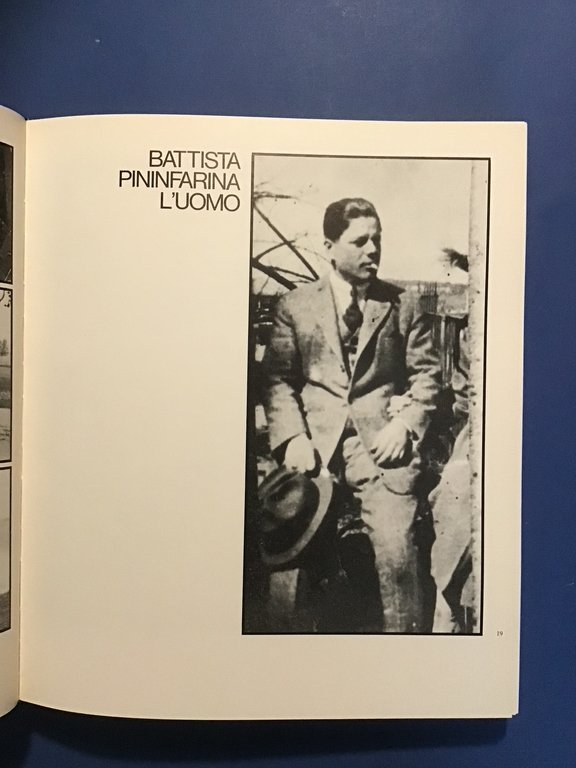 BATTISTA
PININFARINA
L'UOMO
19